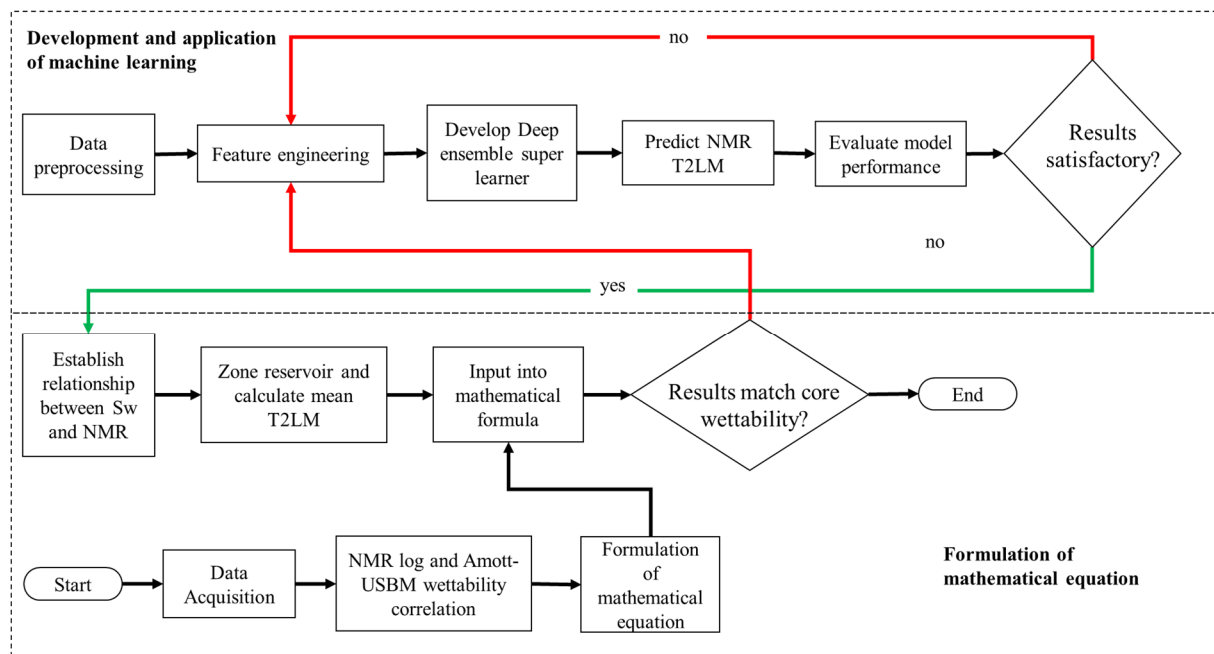 Development and application
of machine learning
no
Data
preprocessing
Feature engineering
Develop Deep
ensemble super
learner
Predict NMR
T2LM
Evaluate model
performance
Results
satisfactory?
no
yes
Establish
relationship
between Sw
and NMR
Zone reservoir and
calculate mean
T2LM
Input into
mathematical
formula
Results match core
wettability?
End
Start
Data
Acquisition
NMR log and Amott-
USBM wettability
correlation
Formulation
of
mathematical
equation
Formulation of
mathematical equation